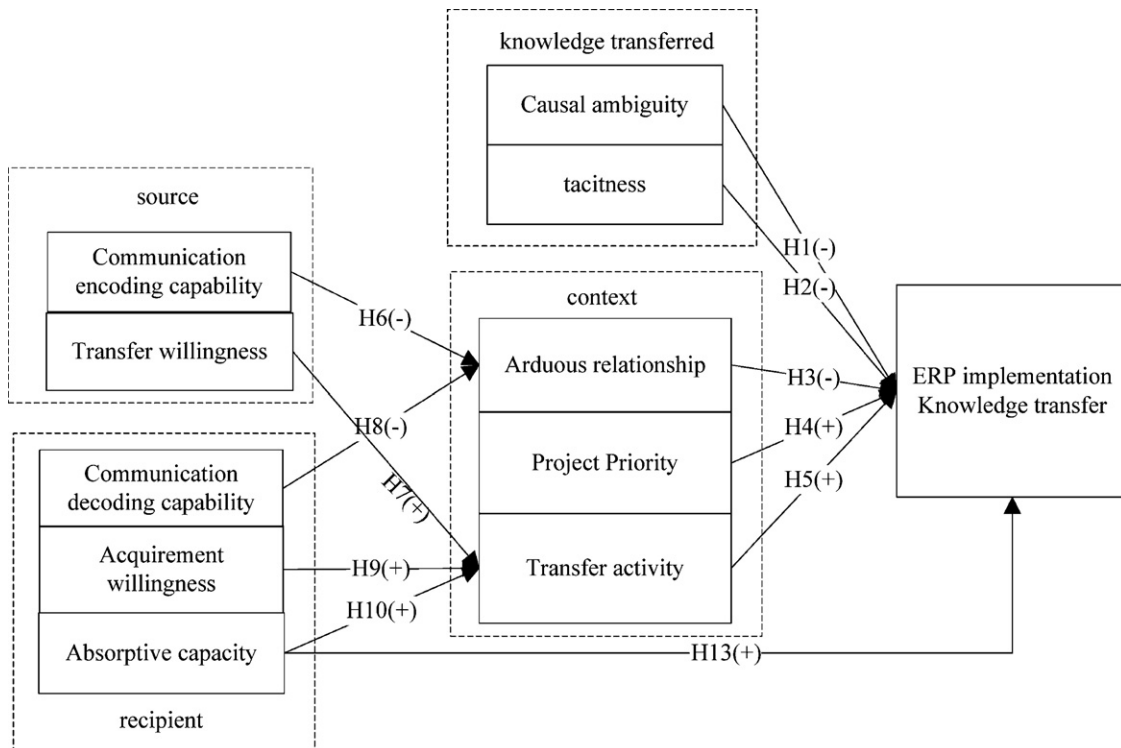 knowledge transferred
Causal ambiguity
tacitness
source
Communication
encoding capability
Transfer willingness
H1(-)
H2(-)
H6(-)
context
Arduous relationship
Project Priority
Transfer activity
H3(-)
H4(+)
H5(+)
ERP implementation
Knowledge transfer
H8(-)
H7(+)
Communication
decoding capability
Acquirement
willingness
Absorptive capacity
recipient
H9(+)
H10(+)
H13(+)